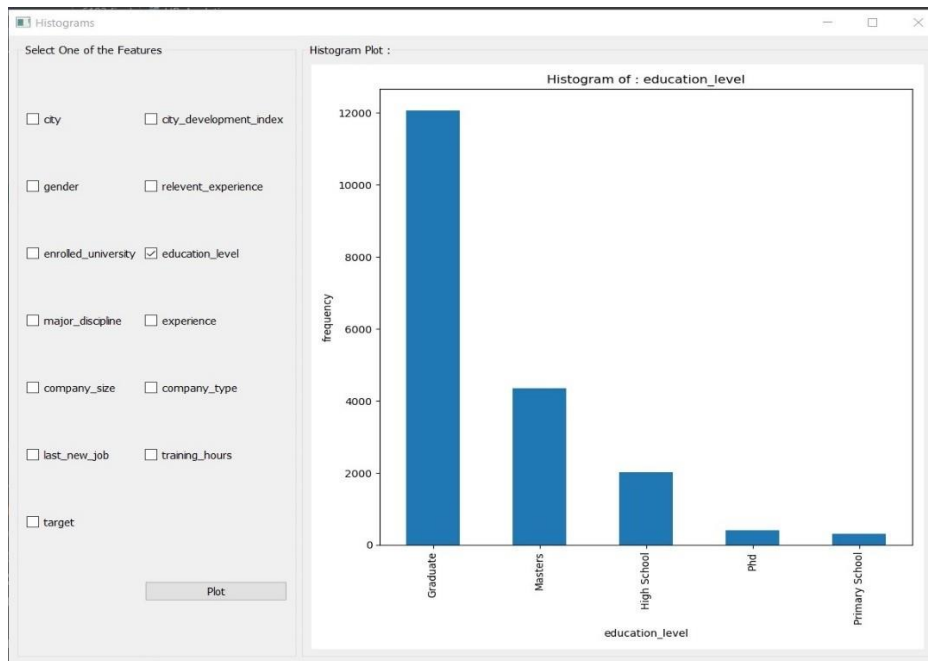 Histograms
Select One of the Features
city
city_development_index
gender
relevent_experience
enrolled_university
education_level
major_discipline
experience
company_size
company_type
last_new_job
training_hours
target
Plot
Histogram Plot :
Histogram of : education_level
12000
10000
8000
6000
4000
2000
0
frequency
Graduate
Masters
High School
Phd
Primary School
education_level